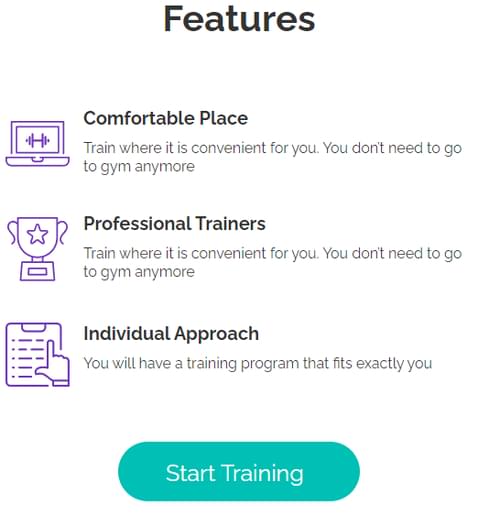 Features
Comfortable Place
Train where it is convenient for you. You don't need to go
to gym anymore
Professional Trainers
Train where it is convenient for you. You don't need to go
to gym anymore
Individual Approach
You will have a training program that fits exactly you
Start Training